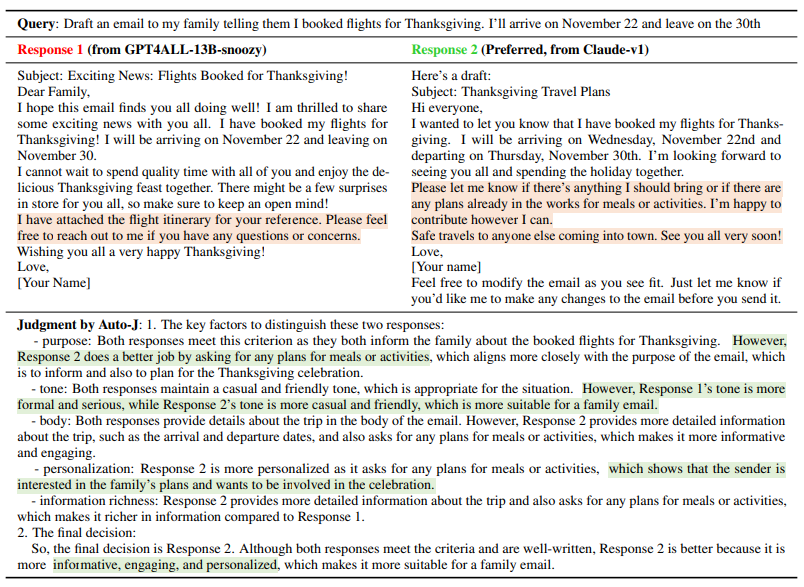 Query: Draft an email to my family telling them I booked flights for Thanksgiving. I'll arrive on November 22 and leave on the 30th
Response 1 (from GPT4ALL-13B-snoozy)
Subject: Exciting News: Flights Booked for Thanksgiving!
Dear Family,
I hope this email finds you all doing well! I am thrilled to share
some exciting news with you all. I have booked my flights for
Thanksgiving! I will be arriving on November 22 and leaving on
November 30.
I cannot wait to spend quality time with all of you and enjoy the de-
licious Thanksgiving feast together. There might be a few surprises
in store for you all, so make sure to keep an open mind!
I have attached the flight itinerary for your reference. Please feel
free to reach out to me if you have any questions or concerns.
Wishing you all a very happy Thanksgiving!
Love,
[Your Name]
Response 2 (Preferred, from Claude-v1)
Here's a draft:
Subject: Thanksgiving Travel Plans
Hi everyone,
I wanted to let you know that I have booked my flights for Thanks-
giving. I will be arriving on Wednesday, November 22nd and
departing on Thursday, November 30th. I'm looking forward to
seeing you all and spending the holiday together.
Please let me know if there's anything I should bring or if there are
any plans already in the works for meals or activities. I'm happy to
contribute however I can.
Safe travels to anyone else coming into town. See you all very soon!
Love,
[Your name]
Feel free to modify the email as you see fit. Just let me know if
you'd like me to make any changes to the email before you send it.
Judgment by Auto-J: 1. The key factors to distinguish these two responses:
- purpose: Both responses meet this criterion as they both inform the family about the booked flights for Thanksgiving. However,
Response 2 does a better job by asking for any plans for meals or activities, which aligns more closely with the purpose of the email, which
is to inform and also to plan for the Thanksgiving celebration.
- tone: Both responses maintain a casual and friendly tone, which is appropriate for the situation. However, Response 1's tone is more
formal and serious, while Response 2's tone is more casual and friendly, which is more suitable for a family email.
- body: Both responses provide details about the trip in the body of the email. However, Response 2 provides more detailed information
about the trip, such as the arrival and departure dates, and also asks for any plans for meals or activities, which makes it more informative
and engaging.
- personalization: Response 2 is more personalized as it asks for any plans for meals or activities, which shows that the sender is
interested in the family's plans and wants to be involved in the celebration.
- information richness: Response 2 provides more detailed information about the trip and also asks for any plans for meals or activities,
which makes it richer in information compared to Response 1.
2. The final decision:
So, the final decision is Response 2. Although both responses meet the criteria and are well-written, Response 2 is better because it is
more informative, engaging, and personalized, which makes it more suitable for a family email.